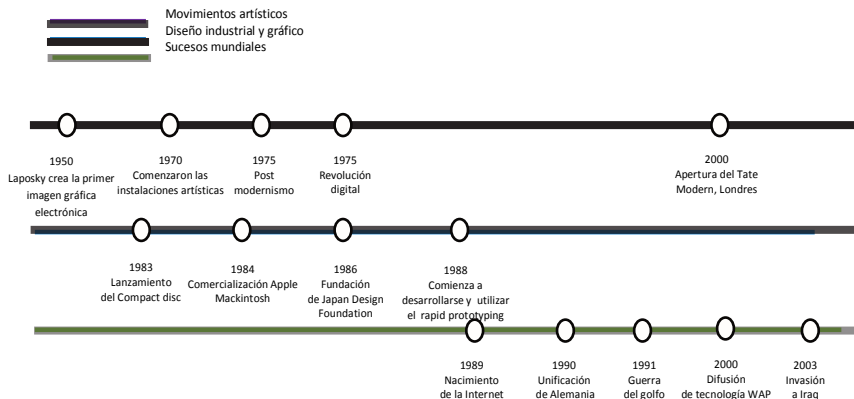 Movimientos artísticos
Diseño industrial y gráfico
Sucesos mundiales
1950
Laposky crea la primer
imagen gráfica
electrónica
1970
Comenzaron las
instalaciones artísticas
1975
Post
modernismo
1975
Revolución
digital
2000
Apertura del Tate
Modern, Londres
1983
Lanzamiento
del Compact disc
1984
Comercialización Apple
Mackintosh
1986
Fundación
de Japan Design
Foundation
1988
Comienza a
desarrollarse y utilizar
el rapid prototyping
1989
Nacimiento
de la Internet
1990
Unificación
de Alemania
1991
Guerra
del golfo
2000
Difusión
de tecnología WAP
2003
Invasión
a Iraq